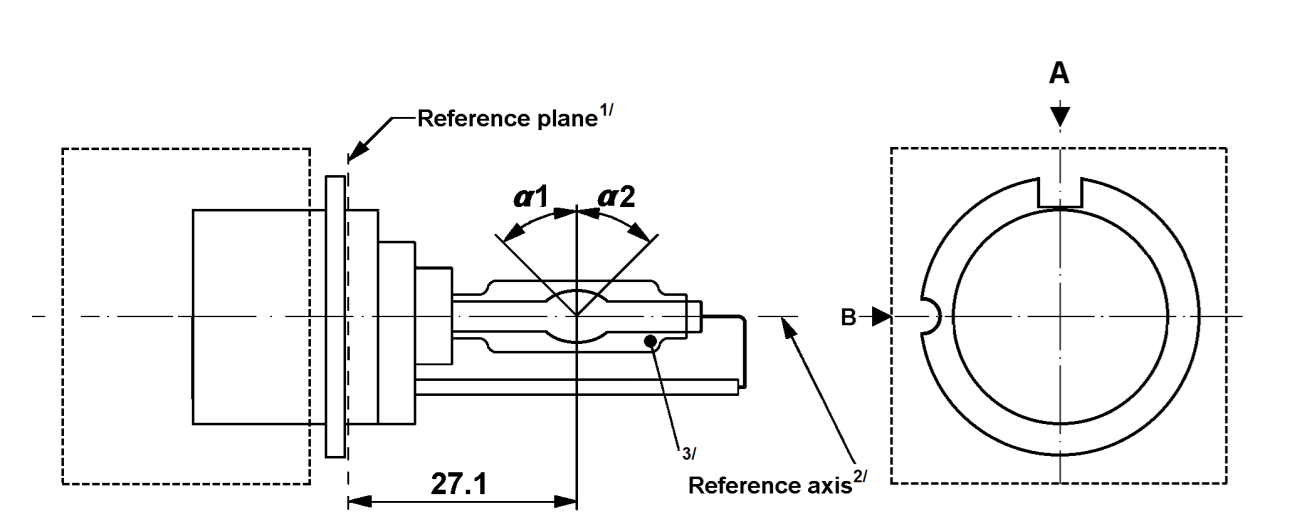 A
Reference plane1/
α1 α2
B
3/
27.1
Reference axis2/